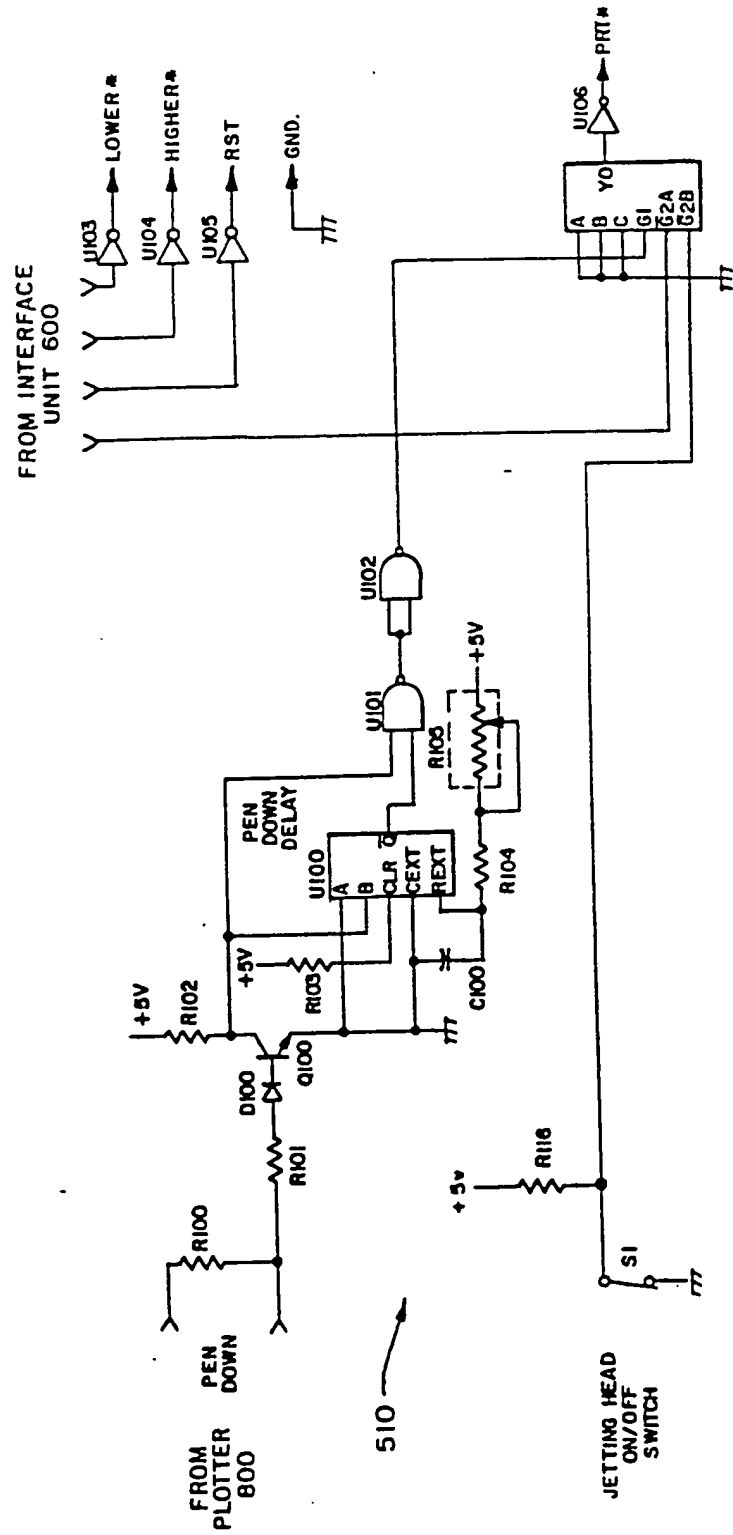 FROM INTERFACE
UNIT 600
U103
LOWER*
U104
HIGHER*
U105
RST
GND.
U106
PRT*
Y0
A
B
C
G1
G2A
G2B
U102
U101
+5V
R105
R104
PEN
DOWN
DELAY
U100
A
B
CLR
CEXT
REXT
Q
C100
+5V
R103
+5V
R102
D100
Q100
R101
R100
PEN
DOWN
FROM
PLOTTER
800
510
+5v
R116
S1
JETTING HEAD
ON/OFF
SWITCH